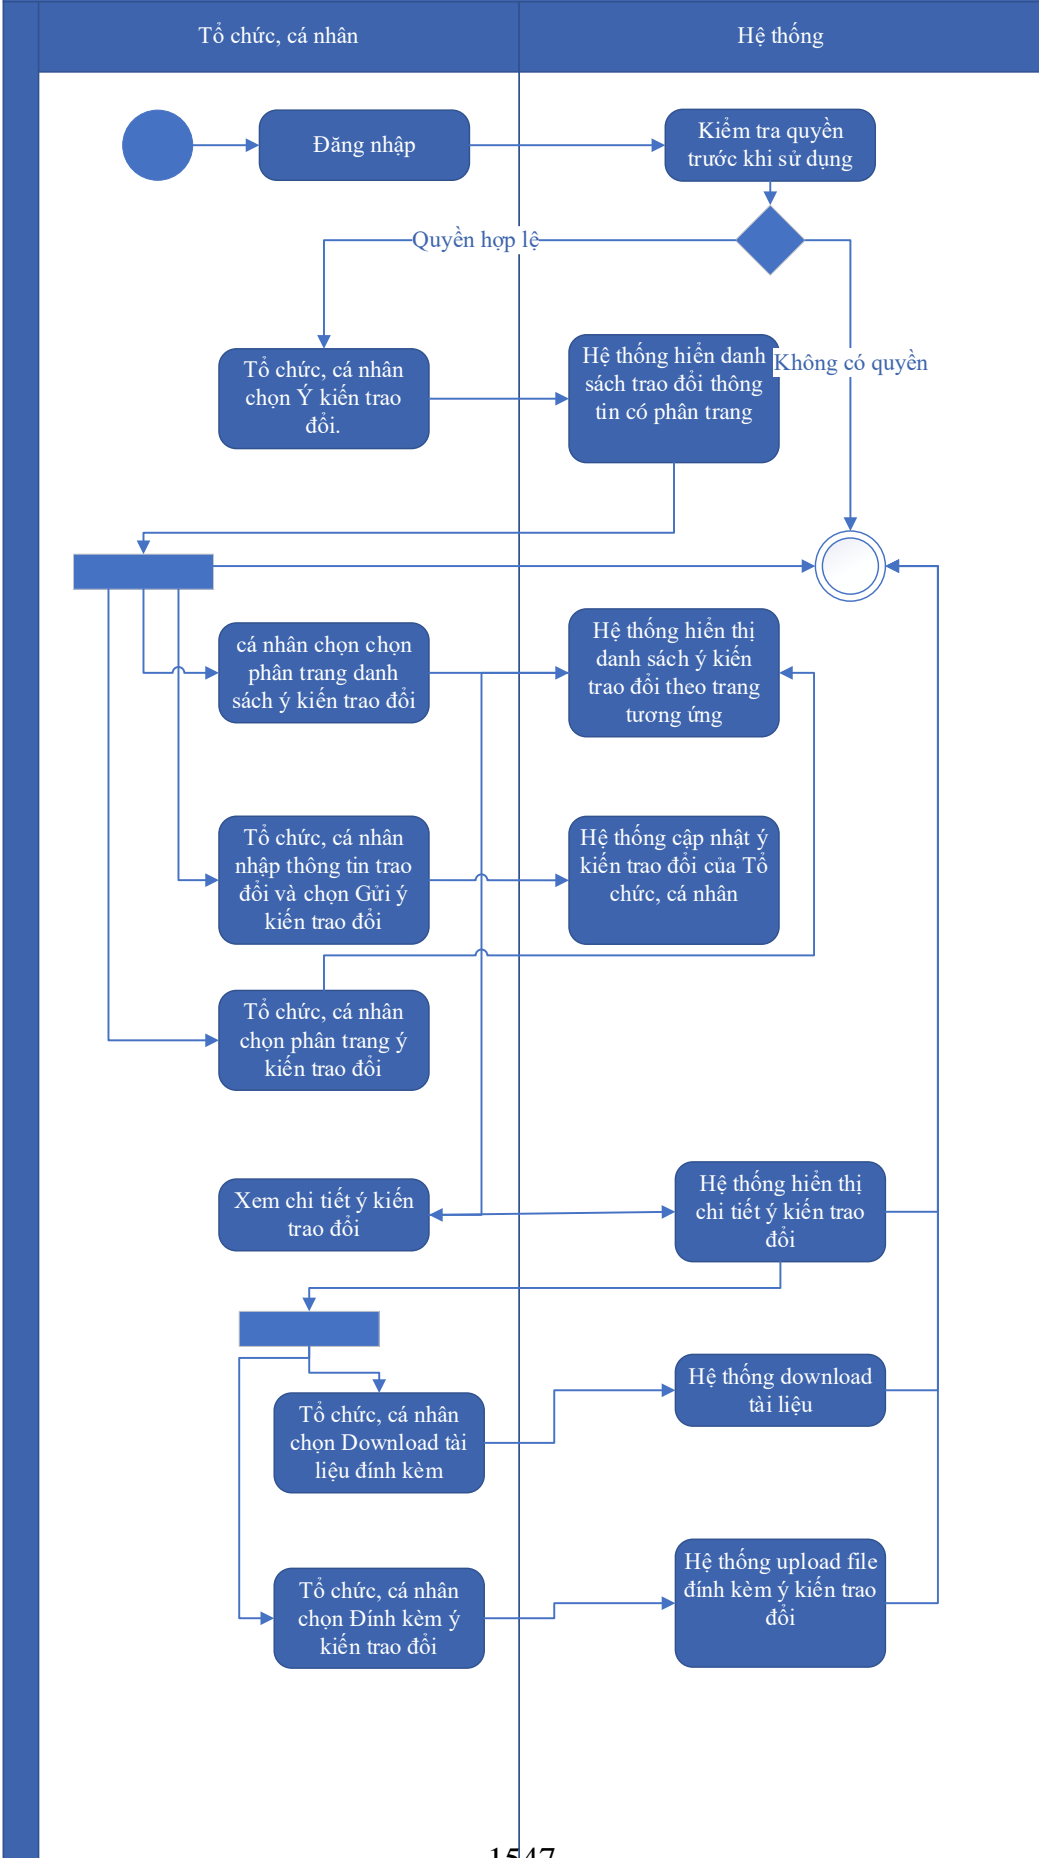 Tổ chức, cá nhân
Hệ thống
Đăng nhập
Kiểm tra quyền
trước khi sử dụng
Quyền hợp lệ
Không có quyền
Tổ chức, cá nhân
chọn Ý kiến trao
đổi.
Hệ thống hiển danh
sách trao đổi thông
tin có phân trang
cá nhân chọn chọn
phân trang danh
sách ý kiến trao đổi
Hệ thống hiển thị
danh sách ý kiến
trao đổi theo trang
tương ứng
Tổ chức, cá nhân
nhập thông tin trao
đổi và chọn Gửi ý
kiến trao đổi
Hệ thống cập nhật ý
kiến trao đổi của Tổ
chức, cá nhân
Tổ chức, cá nhân
chọn phân trang ý
kiến trao đổi
Xem chi tiết ý kiến
trao đổi
Hệ thống hiển thị
chi tiết ý kiến trao
đổi
Tổ chức, cá nhân
chọn Download tài
liệu đính kèm
Hệ thống download
tài liệu
Tổ chức, cá nhân
chọn Đính kèm ý
kiến trao đổi
Hệ thống upload file
đính kèm ý kiến trao
đổi
1547